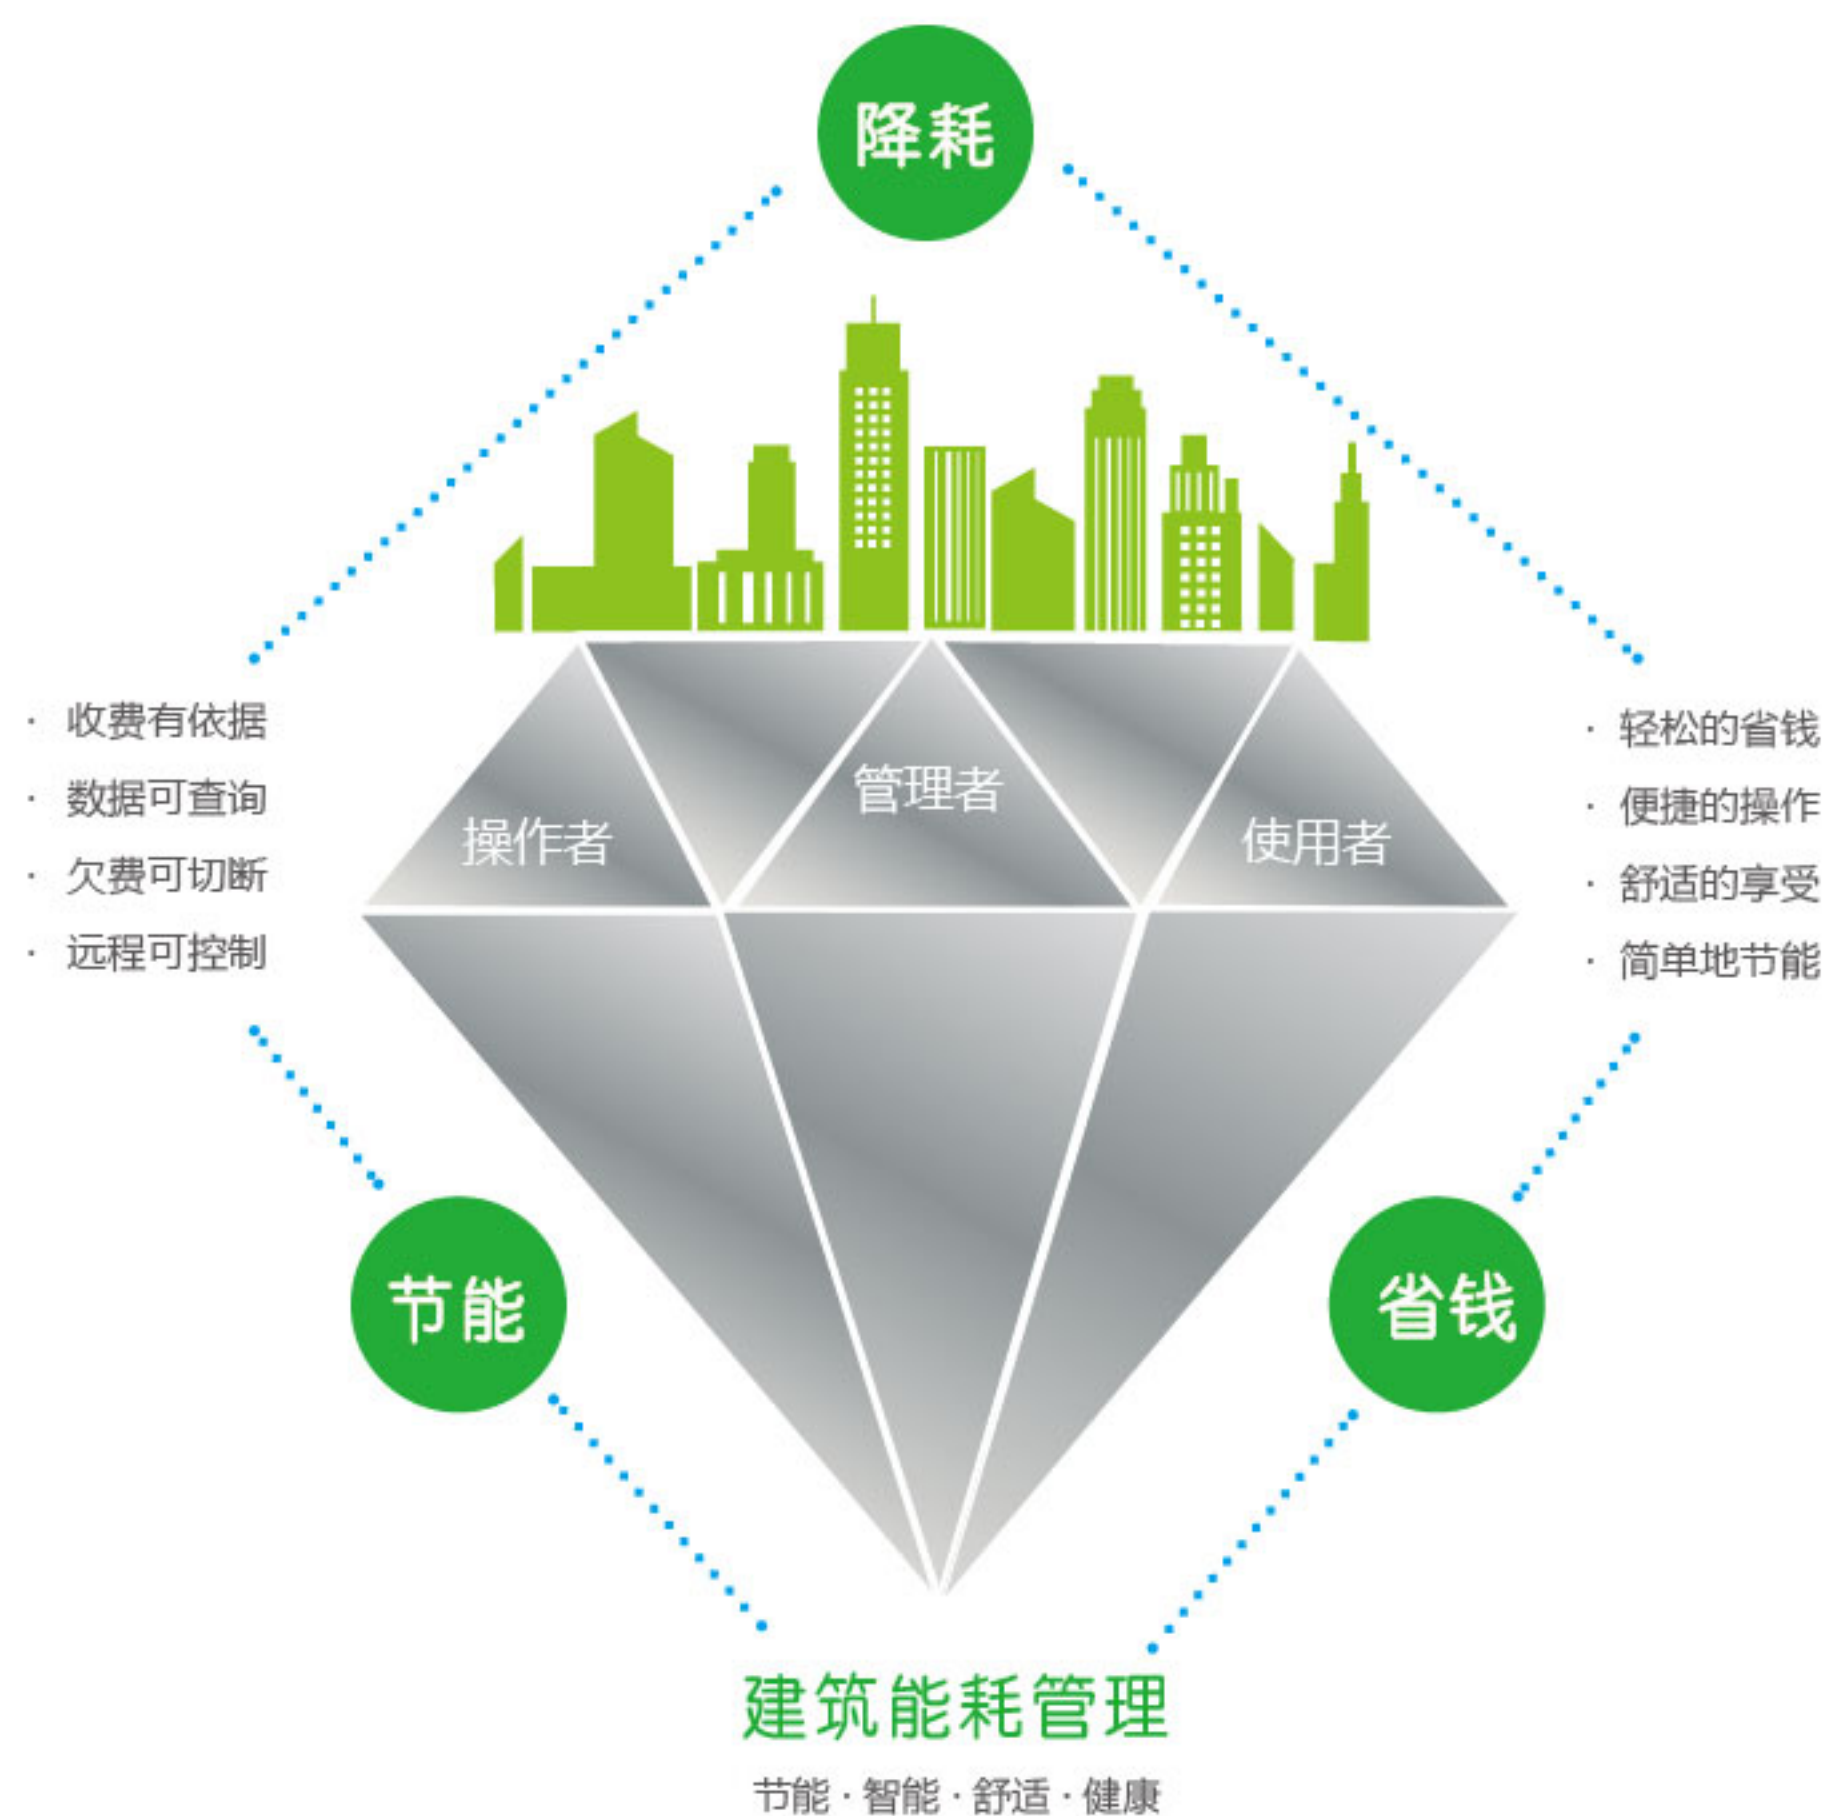 降耗
· 收费有依据
· 数据可查询
· 欠费可切断
· 远程可控制
操作者
管理者
使用者
· 轻松的省钱
· 便捷的操作
· 舒适的享受
· 简单地节能
节能
省钱
建筑能耗管理
节能·智能·舒适·健康